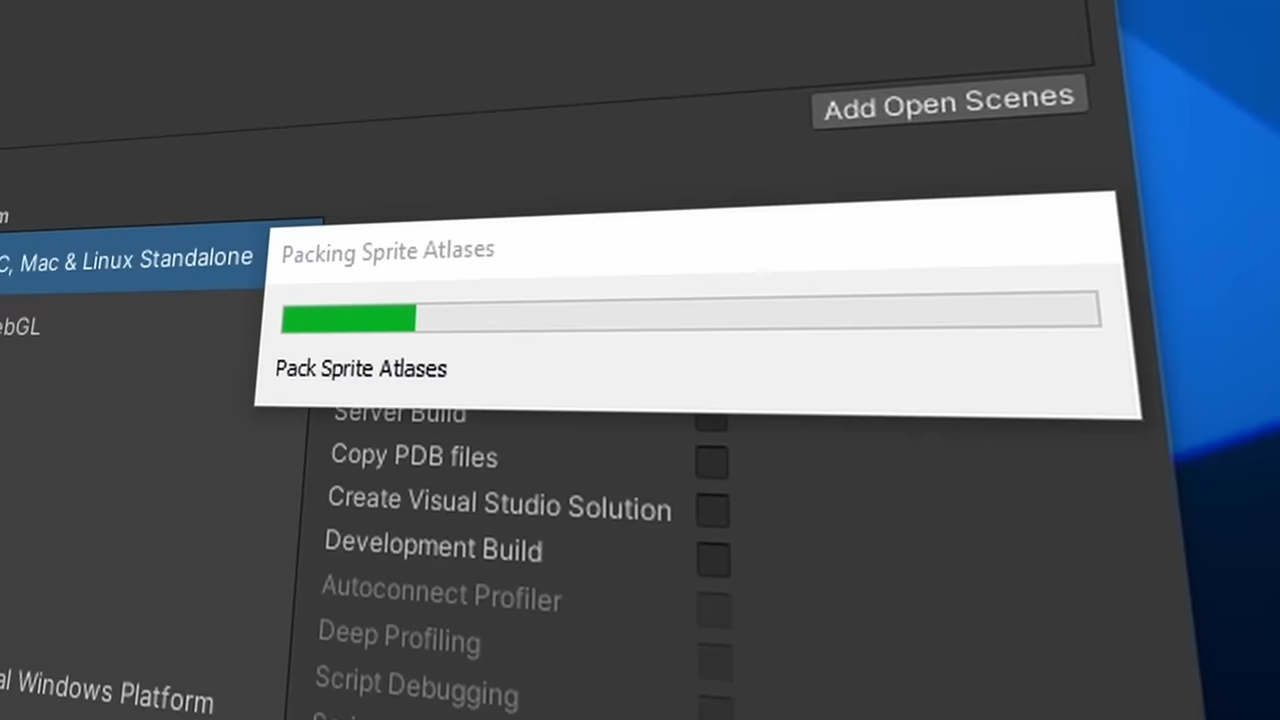 Add Open Scenes
m
C, Mac & Linux Standalone
Packing Sprite Atlases
ebGL
Pack Sprite Atlases
Server Build
Copy PDB files
Create Visual Studio Solution
Development Build
Autoconnect Profiler
Deep Profiling
Script Debugging
al Windows Platform